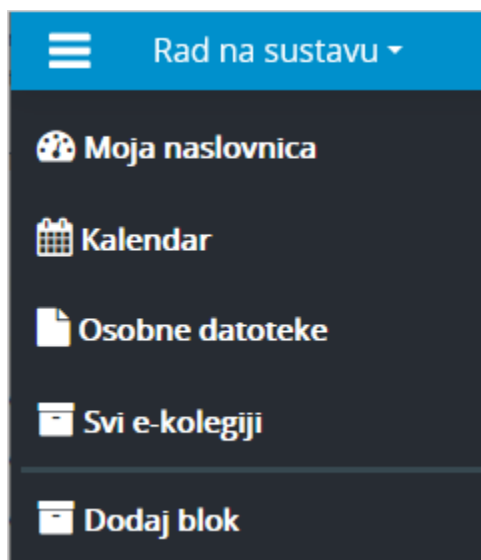 Rad na sustavu
Moja naslovnica
Kalendar
Osobne datoteke
Svi e-kolegiji
Dodaj blok